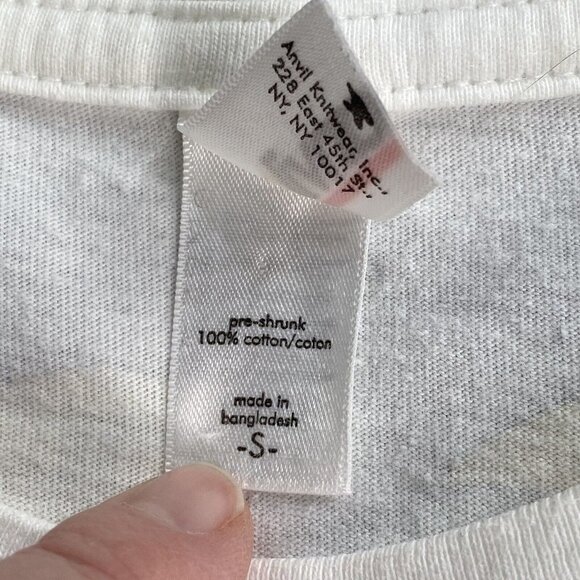 Anvil Knitwear, Inc.,
228 East 45th St.,
NY, NY 10017
pre-shrunk
100% cotton/coton
made in
bangladesh
-S-